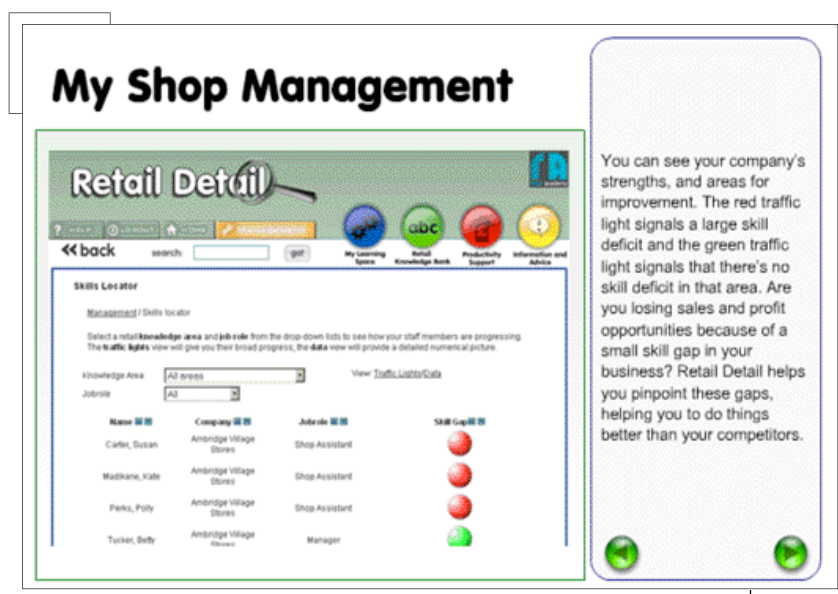 My Shop Management
Retail Detail
HELP
LOGOUT
HOME
MANAGEMENT
abc
back
search:
go!
My Learning
Space
Retail
Knowledge Bank
Productivity
Support
Information and
Advice
Skills Locator
Management / Skills locator
Select a retail knowledge area and job role from the drop-down lists to see how your staff members are progressing.
The traffic lights view will give you their broad progress; the data view will provide a detailed numerical picture.
Knowledge Area
All areas
View: Traffic Lights/Data
Jobrole
All
Name
Company
Jobrole
Skill Gap
Carter, Susan
Ambridge Village
Stores
Shop Assistant
Madikane, Kate
Ambridge Village
Stores
Shop Assistant
Perks, Polly
Ambridge Village
Stores
Shop Assistant
Tucker, Betty
Ambridge Village
Stores
Manager
You can see your company's
strengths, and areas for
improvement. The red traffic
light signals a large skill
deficit and the green traffic
light signals that there's no
skill deficit in that area. Are
you losing sales and profit
opportunities because of a
small skill gap in your
business? Retail Detail helps
you pinpoint these gaps,
helping you to do things
better than your competitors.